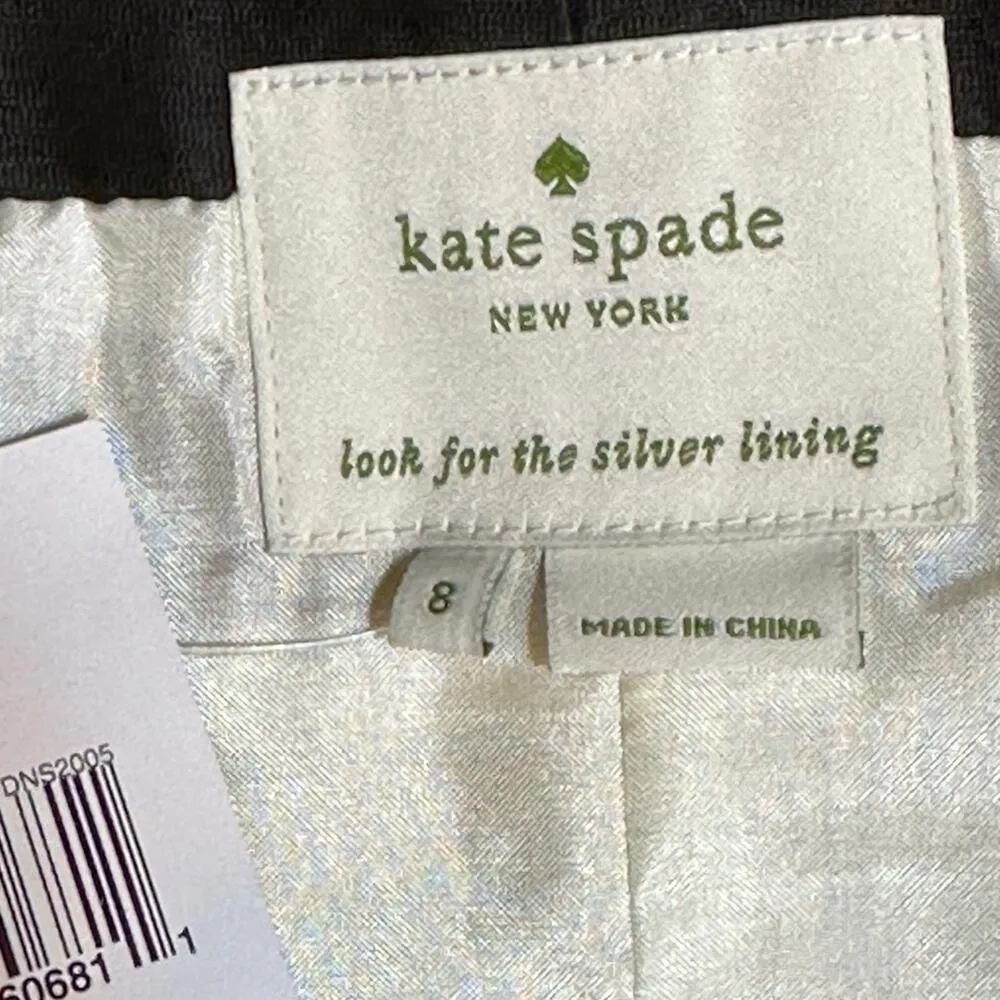 kate spade
NEW YORK
look for the silver lining
8
MADE IN CHINA
DNS2005
60681 1